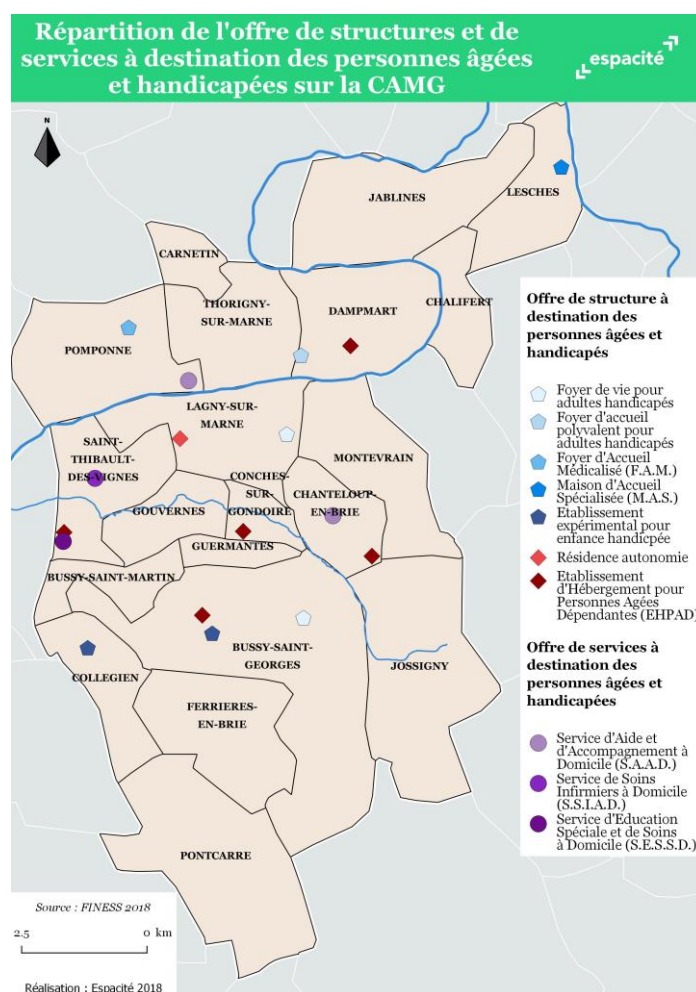 Répartition de l'offre de structures et de
services à destination des personnes âgées
et handicapées sur la CAMG
espacité
N
JABLINES
LESCHES
CARNETIN
THORIGNY-
SUR-MARNE
DAMPMART
CHALIFERT
POMPONNE
LAGNY-SUR-
MARNE
SAINT-
THIBAULT-
DES-VIGNES
MONTEVRAIN
CONCHES-
SUR-
GONDOIRE
CHANTELOUP-
EN-BRIE
GOUVERNES
GUERMANTES
BUSSY-SAINT-MARTIN
BUSSY-SAINT-
GEORGES
JOSSIGNY
COLLEGIEN
FERRIERES-
EN-BRIE
PONTCARRE
Offre de structure à
destination des
personnes âgées et
handicapés
Foyer de vie pour
adultes handicapés
Foyer d'accueil
polyvalent pour
adultes handicapés
Foyer d'Accueil
Médicalisé (F.A.M.)
Maison d'Accueil
Spécialisée (M.A.S.)
Etablissement
expérimental pour
enfance handicpée
Résidence autonomie
Etablissement
d'Hébergement pour
Personnes Agées
Dépendantes (EHPAD)
Offre de services à
destination des
personnes âgées et
handicapées
Service d'Aide et
d'Accompagnement à
Domicile (S.A.A.D.)
Service de Soins
Infirmiers à Domicile
(S.S.I.A.D.)
Service d'Education
Spéciale et de Soins
à Domicile (S.E.S.S.D.)
Source : FINESS 2018
2.5 0 km
Réalisation : Espacité 2018